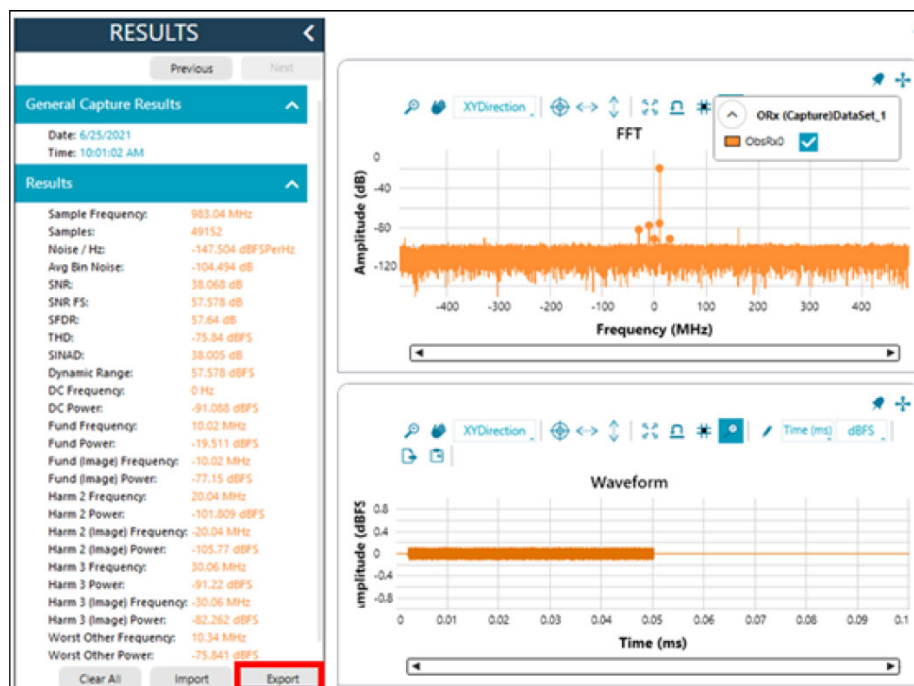 RESULTS
Previous
Next
General Capture Results
Date: 6/25/2021
Time: 10:01:02 AM
Results
Sample Frequency: 983.04 MHz
Samples: 49152
Noise / Hz: -147.504 dBFSPerHz
Avg Bin Noise: -104.494 dB
SNR: 38.068 dB
SNR FS: 57.578 dB
SFDR: 57.64 dB
THD: -75.84 dBFS
SINAD: 38.005 dB
Dynamic Range: 57.578 dBFS
DC Frequency: 0 Hz
DC Power: -91.088 dBFS
Fund Frequency: 10.02 MHz
Fund Power: -19.511 dBFS
Fund (Image) Frequency: -10.02 MHz
Fund (Image) Power: -77.15 dBFS
Harm 2 Frequency: 20.04 MHz
Harm 2 Power: -101.809 dBFS
Harm 2 (Image) Frequency: -20.04 MHz
Harm 2 (Image) Power: -105.77 dBFS
Harm 3 Frequency: 30.06 MHz
Harm 3 Power: -91.22 dBFS
Harm 3 (Image) Frequency: -30.06 MHz
Harm 3 (Image) Power: -82.262 dBFS
Worst Other Frequency: 10.34 MHz
Worst Other Power: -75.841 dBFS
Clear All
Import
Export
XYDirection
ORx (Capture)DataSet_1
ObsRx0
FFT
Amplitude (dB)
0
-40
-80
-120
-400 -300 -200 -100 0 100 200 300 400
Frequency (MHz)
XYDirection
Time (ms)
dBFS
Waveform
mplitude (dBFS
0.8
0.4
0
-0.4
-0.8
0 0.01 0.02 0.03 0.04 0.05 0.06 0.07 0.08 0.09 0.1
Time (ms)